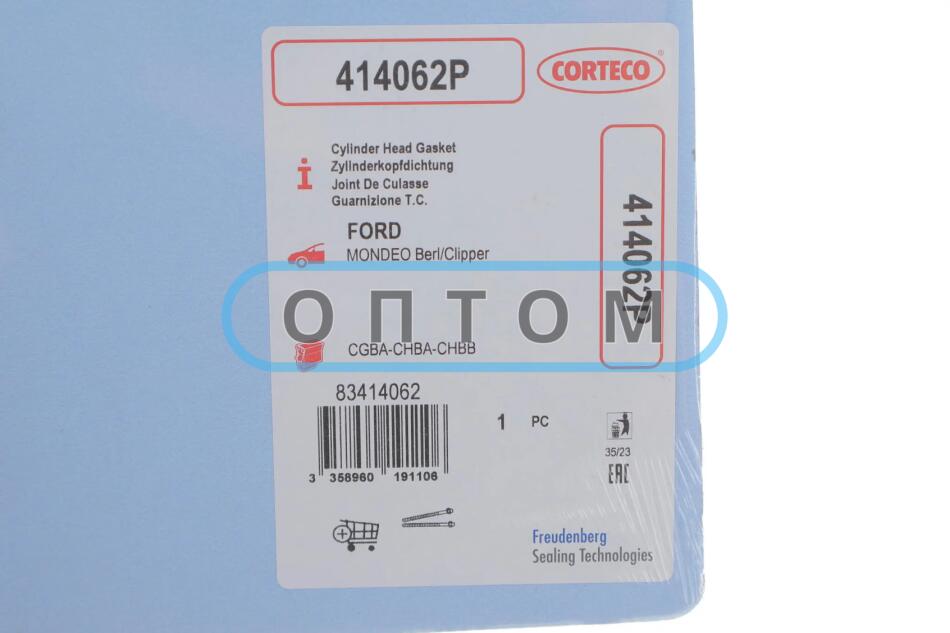 414062P
CORTECO®
Cylinder Head Gasket
Zylinderkopfdichtung
Joint De Culasse
Guarnizione T.C.
414062P
FORD
MONDEO Berl/Clipper
ОПТОМ
CGBA-CHBA-CHBB
83414062
1 PC
3 358960 191106
35/23
EAC
Freudenberg
Sealing Technologies